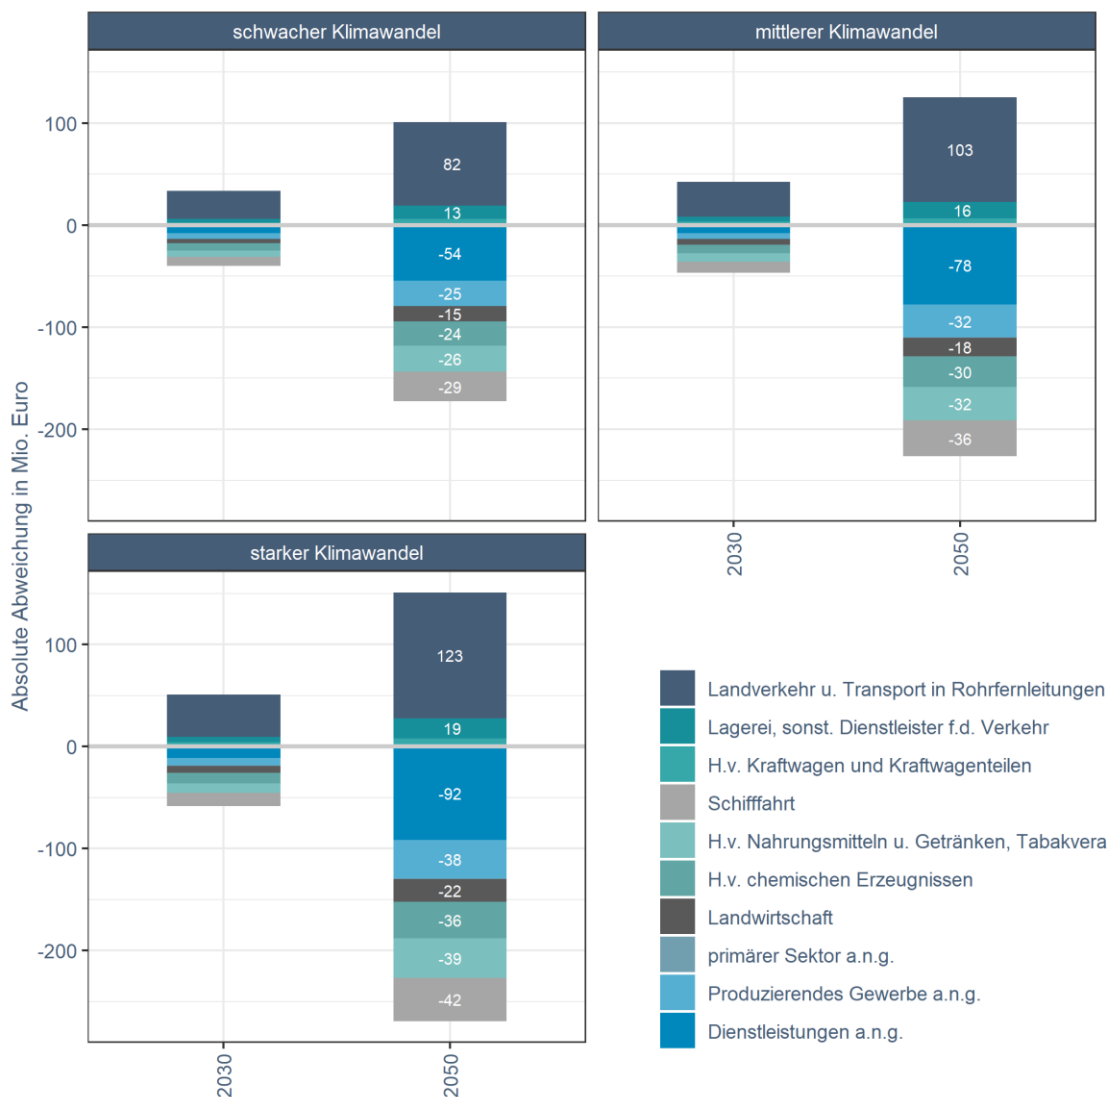 schwacher Klimawandel
mittlerer Klimawandel
Absolute Abweichung in Mio. Euro
100
0
-100
-200
82
13
-54
-25
-15
-24
-26
-29
103
16
-78
-32
-18
-30
-32
-36
2030
2050
starker Klimawandel
100
0
-100
-200
123
19
-92
-38
-22
-36
-39
-42
2030
2050
Landverkehr u. Transport in Rohrfernleitungen
Lagerei, sonst. Dienstleister f.d. Verkehr
H.v. Kraftwagen und Kraftwagenteilen
Schifffahrt
H.v. Nahrungsmitteln u. Getränken, Tabakvera
H.v. chemischen Erzeugnissen
Landwirtschaft
primärer Sektor a.n.g.
Produzierendes Gewerbe a.n.g.
Dienstleistungen a.n.g.